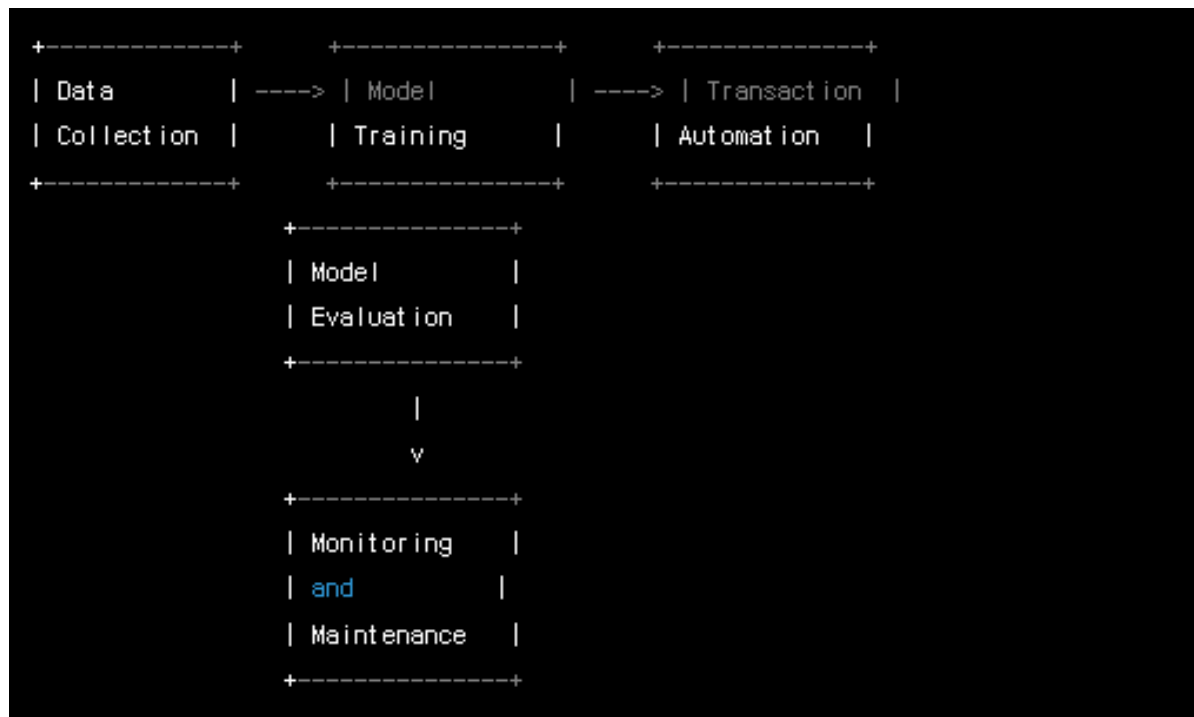 +-------------+      +---------------+      +--------------+
| Data        | ----> | Model         | ----> | Transaction  |
| Collection  |      | Training      |      | Automation   |
+-------------+      +---------------+      +--------------+
+---------------+
| Model         |
| Evaluation    |
+---------------+
|
v
+---------------+
| Monitoring    |
| and          |
| Maintenance   |
+---------------+